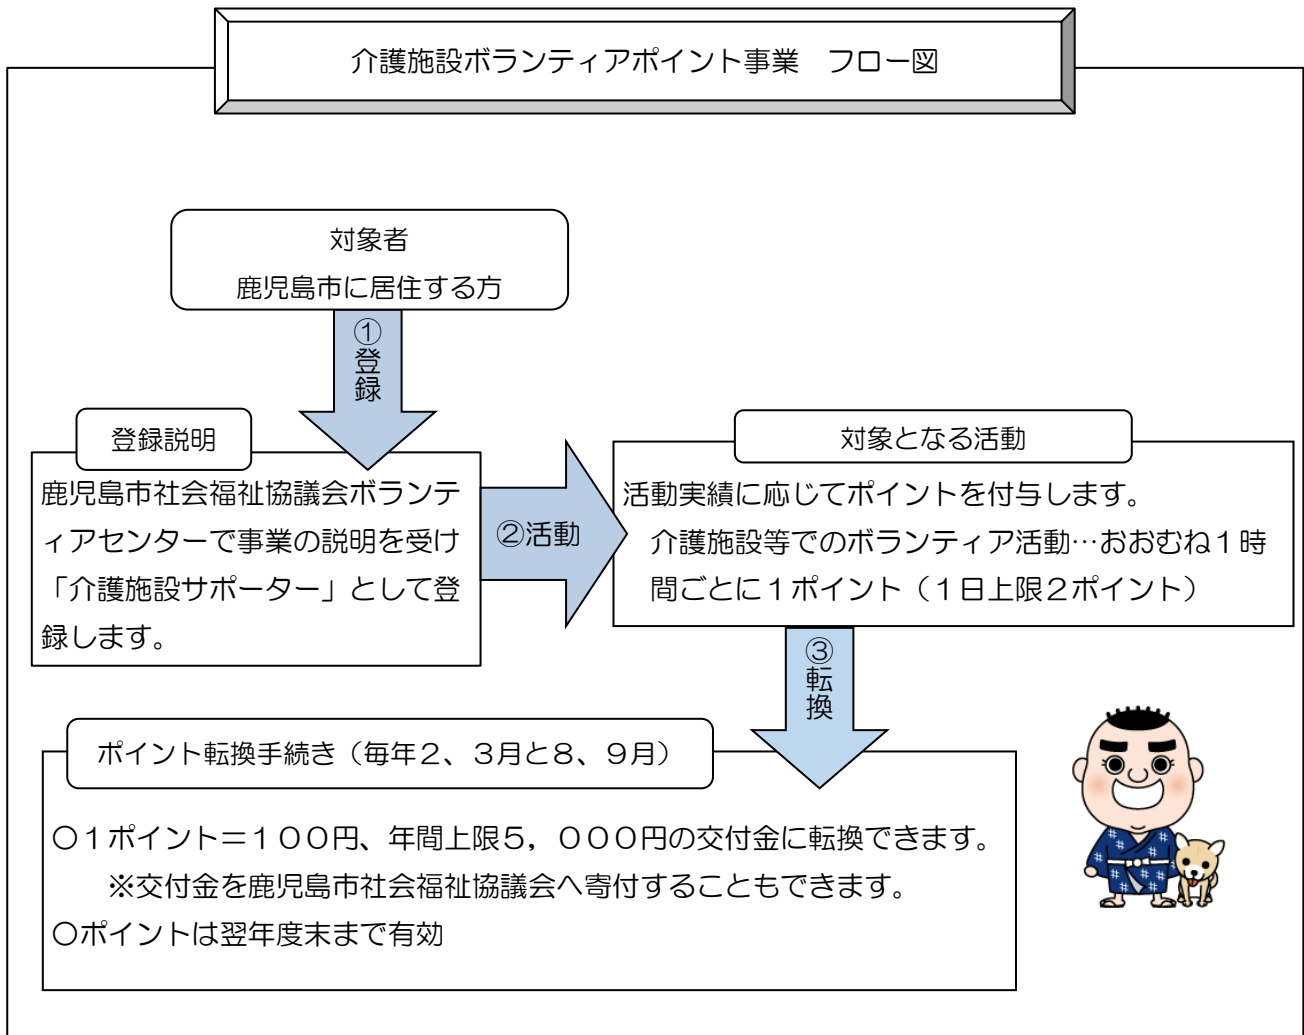 介護施設ボランティアポイント事業　フロー図
対象者
鹿児島市に居住する方
①登録
登録説明
鹿児島市社会福祉協議会ボランテ
ィアセンターで事業の説明を受け
「介護施設サポーター」として登
録します。
②活動
対象となる活動
活動実績に応じてポイントを付与します。
介護施設等でのボランティア活動…おおむね１時
間ごとに１ポイント（１日上限２ポイント）
③転換
ポイント転換手続き（毎年２、３月と８、９月）
〇１ポイント＝１００円、年間上限５，０００円の交付金に転換できます。
※交付金を鹿児島市社会福祉協議会へ寄付することもできます。
〇ポイントは翌年度末まで有効